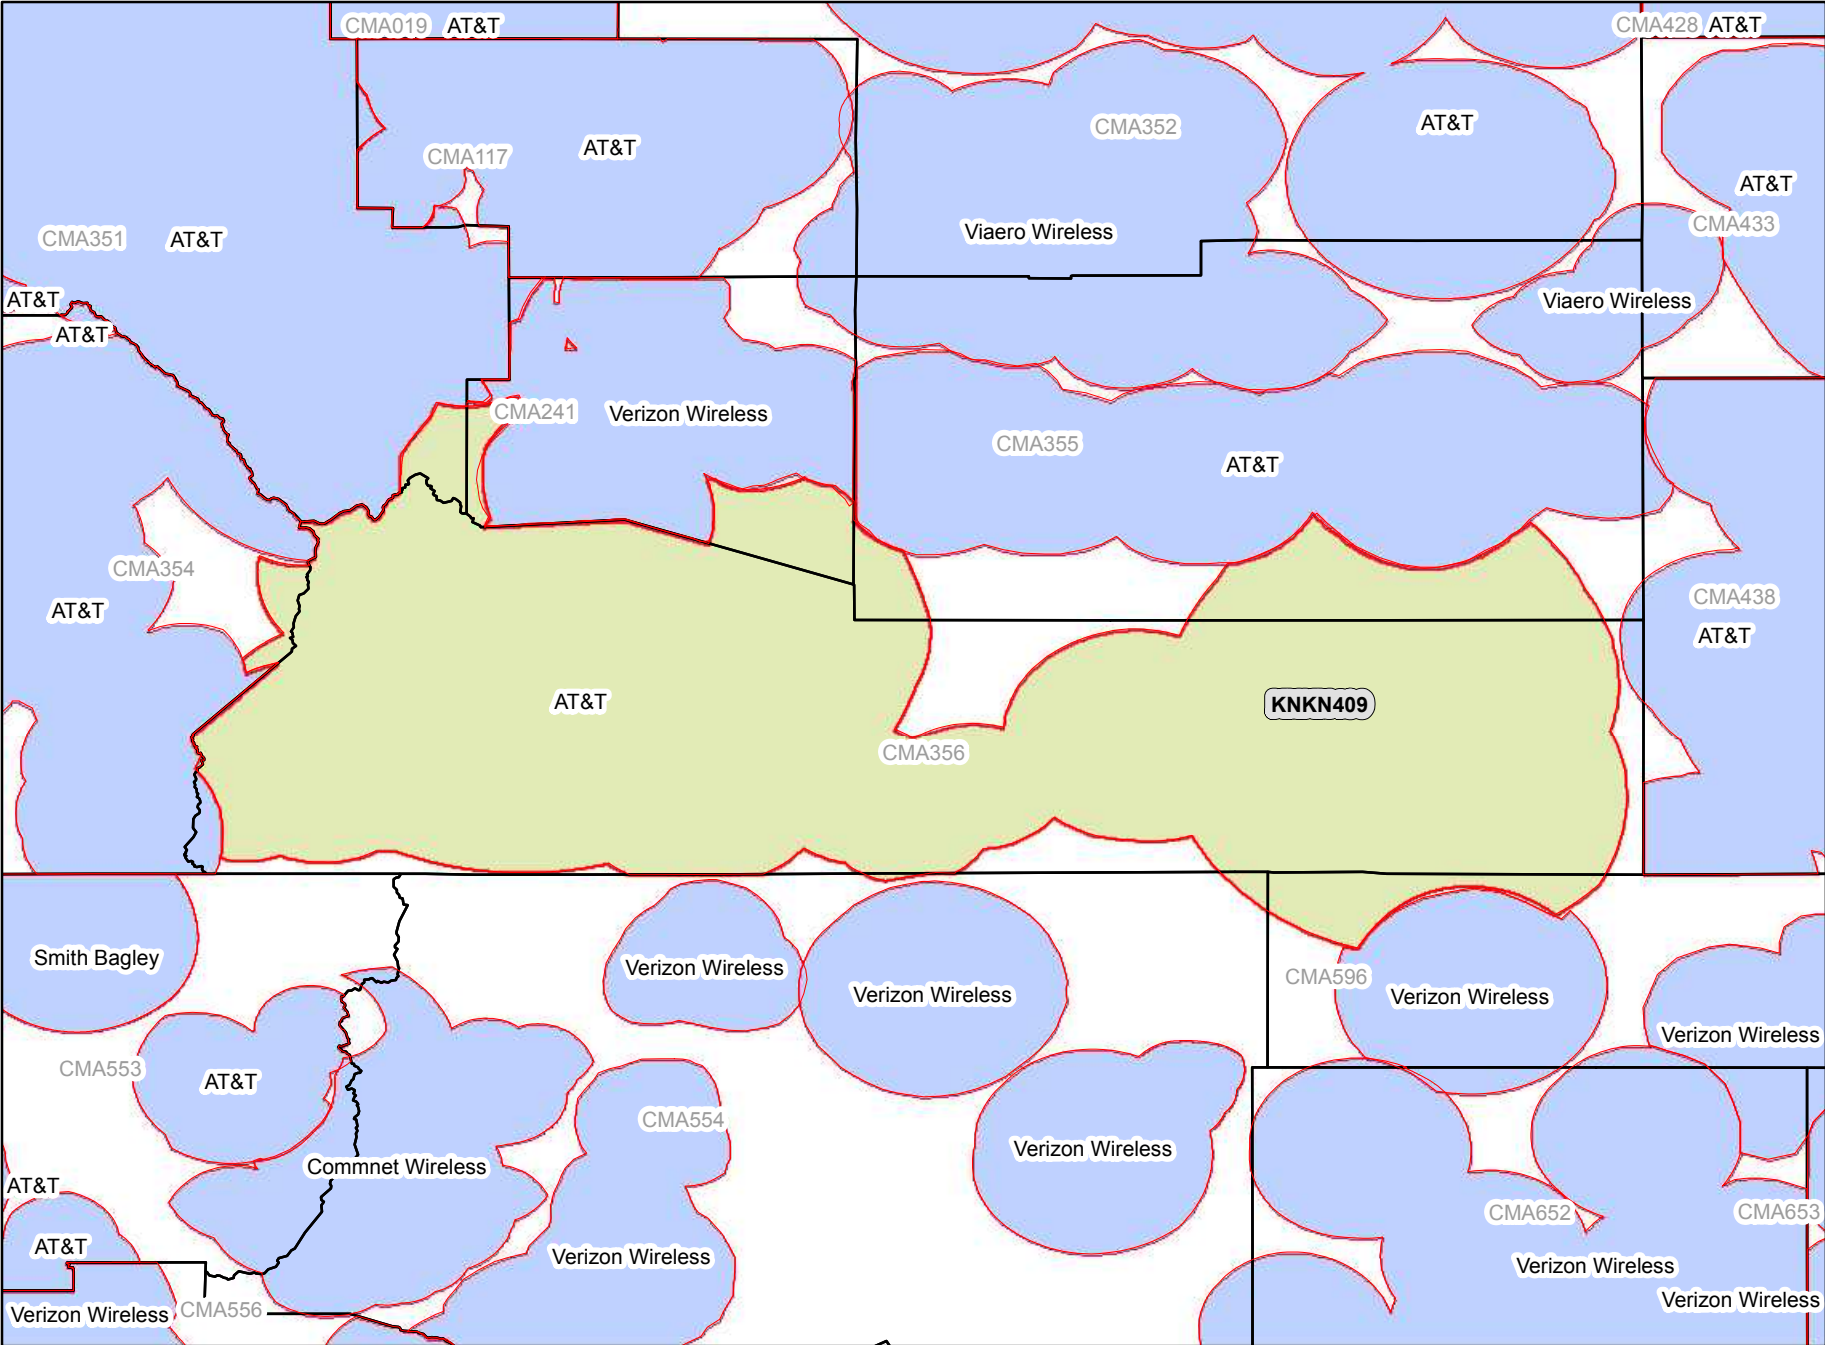 CMA019 AT&T
CMA428 AT&T
CMA352
AT&T
AT&T
CMA117
AT&T
CMA433
CMA351 AT&T
Viaero Wireless
AT&T
Viaero Wireless
AT&T
CMA241
Verizon Wireless
CMA355
AT&T
CMA354
AT&T
CMA438
AT&T
AT&T
KNKN409
CMA356
Smith Bagley
Verizon Wireless
Verizon Wireless
CMA596
Verizon Wireless
Verizon Wireless
CMA553
AT&T
CMA554
Verizon Wireless
Commnet Wireless
AT&T
CMA652
CMA653
AT&T
Verizon Wireless
Verizon Wireless
Verizon Wireless
Verizon Wireless
CMA556